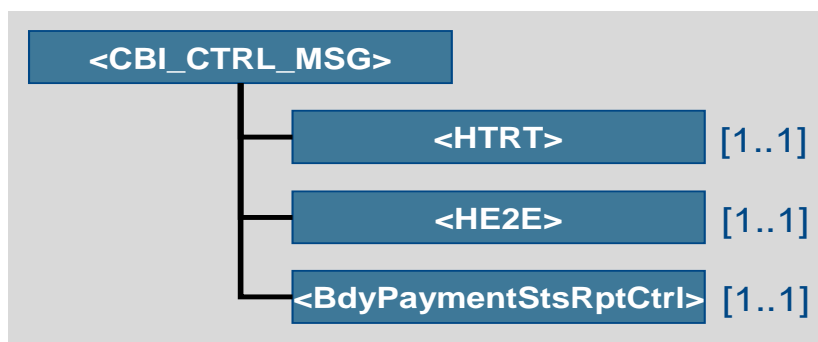 <CBI_CTRL_MSG>
<HTRT> [1..1]
<HE2E> [1..1]
<BdyPaymentStsRptCtrl> [1..1]